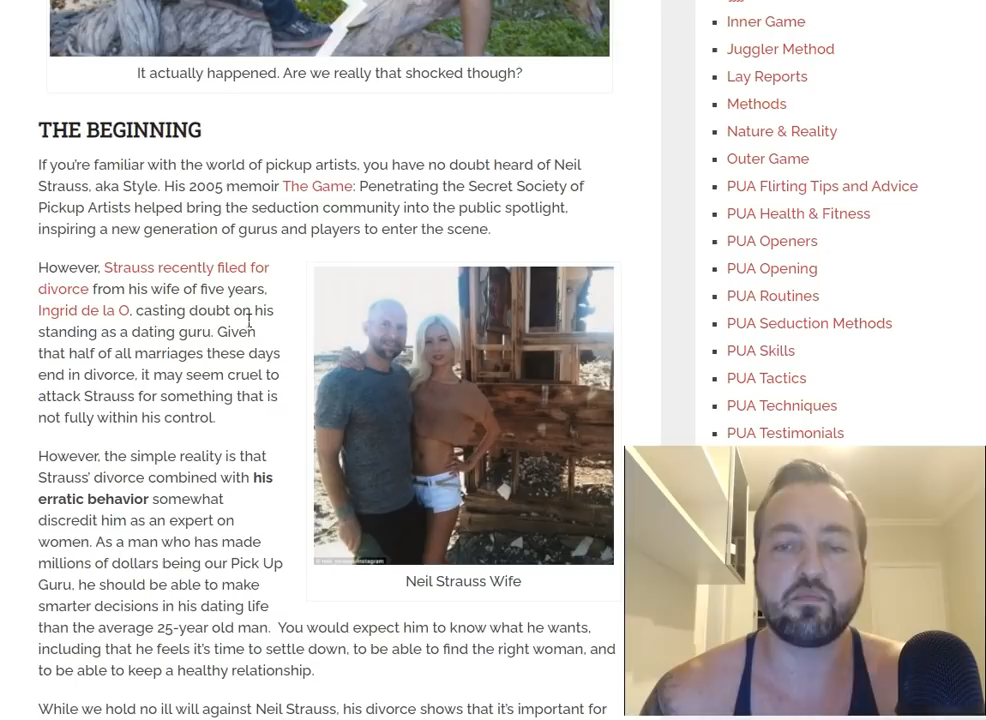 It actually happened. Are we really that shocked though?
THE BEGINNING
If you're familiar with the world of pickup artists, you have no doubt heard of Neil
Strauss, aka Style. His 2005 memoir The Game: Penetrating the Secret Society of
Pickup Artists helped bring the seduction community into the public spotlight,
inspiring a new generation of gurus and players to enter the scene.
However, Strauss recently filed for
divorce from his wife of five years,
Ingrid de la O, casting doubt on his
standing as a dating guru. Given
that half of all marriages these days
end in divorce, it may seem cruel to
attack Strauss for something that is
not fully within his control.
However, the simple reality is that
Strauss' divorce combined with his
erratic behavior somewhat
discredit him as an expert on
women. As a man who has made
millions of dollars being our Pick Up
Guru, he should be able to make
smarter decisions in his dating life
than the average 25-year old man. You would expect him to know what he wants,
including that he feels it's time to settle down, to be able to find the right woman, and
to be able to keep a healthy relationship.
While we hold no ill will against Neil Strauss, his divorce shows that it's important for
Neil Strauss Wife
Inner Game
Juggler Method
Lay Reports
Methods
Nature & Reality
Outer Game
PUA Flirting Tips and Advice
PUA Health & Fitness
PUA Openers
PUA Opening
PUA Routines
PUA Seduction Methods
PUA Skills
PUA Tactics
PUA Techniques
PUA Testimonials